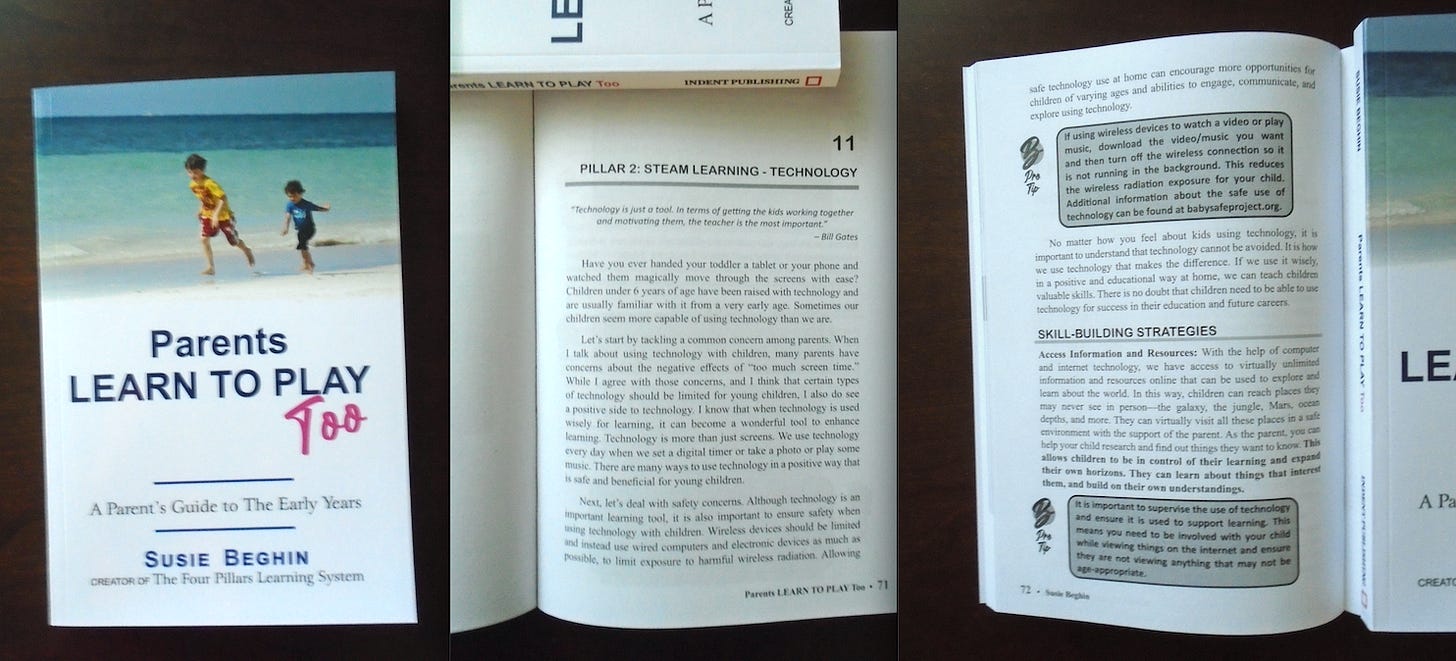 Parents
LEARN TO PLAY
Too
A Parent's Guide to The Early Years
SUSIE BEGHIN
CREATOR OF The Four Pillars Learning System
LE
A P
CREA
Parents LEARN TO PLAY Too
INDENT PUBLISHING
11
PILLAR 2: STEAM LEARNING - TECHNOLOGY
"Technology is just a tool. In terms of getting the kids working together
and motivating them, the teacher is the most important."
– Bill Gates
Have you ever handed your toddler a tablet or your phone and
watched them magically move through the screens with ease?
Children under 6 years of age have been raised with technology and
are usually familiar with it from a very early age. Sometimes our
children seem more capable of using technology than we are.
Let's start by tackling a common concern among parents. When
I talk about using technology with children, many parents have
concerns about the negative effects of "too much screen time."
While I agree with those concerns, and I think that certain types
of technology should be limited for young children, I also do see
a positive side to technology. I know that when technology is used
wisely for learning, it can become a wonderful tool to enhance
learning. Technology is more than just screens. We use technology
every day when we set a digital timer or take a photo or play some
music. There are many ways to use technology in a positive way that
is safe and beneficial for young children.
Next, let's deal with safety concerns. Although technology is an
important learning tool, it is also important to ensure safety when
using technology with children. Wireless devices should be limited
and instead use wired computers and electronic devices as much as
possible, to limit exposure to harmful wireless radiation. Allowing
Parents LEARN TO PLAY Too • 71
safe technology use at home can encourage more opportunities for
children of varying ages and abilities to engage, communicate, and
explore using technology.
B
Pro
Tip
If using wireless devices to watch a video or play
music, download the video/music you want
and then turn off the wireless connection so it
is not running in the background. This reduces
the wireless radiation exposure for your child.
Additional information about the safe use of
technology can be found at babysafeproject.org.
No matter how you feel about kids using technology, it is
important to understand that technology cannot be avoided. It is how
we use technology that makes the difference. If we use it wisely,
in a positive and educational way at home, we can teach children
valuable skills. There is no doubt that children need to be able to use
technology for success in their education and future careers.
SKILL-BUILDING STRATEGIES
Access Information and Resources: With the help of computer
and internet technology, we have access to virtually unlimited
information and resources online that can be used to explore and
learn about the world. In this way, children can reach places they
may never see in person—the galaxy, the jungle, Mars, ocean
depths, and more. They can virtually visit all these places in a safe
environment with the support of the parent. As the parent, you can
help your child research and find out things they want to know. This
allows children to be in control of their learning and expand
their own horizons. They can learn about things that interest
them, and build on their own understandings.
B
Pro
Tip
It is important to supervise the use of technology
and ensure it is used to support learning. This
means you need to be involved with your child
while viewing things on the internet and ensure
they are not viewing anything that may not be
age-appropriate.
72 • Susie Beghin
SUSIE BEGHIN
Parents LEARN TO PLAY Too
INDENT PUBLISHING
LEA
A Pa
CREATO